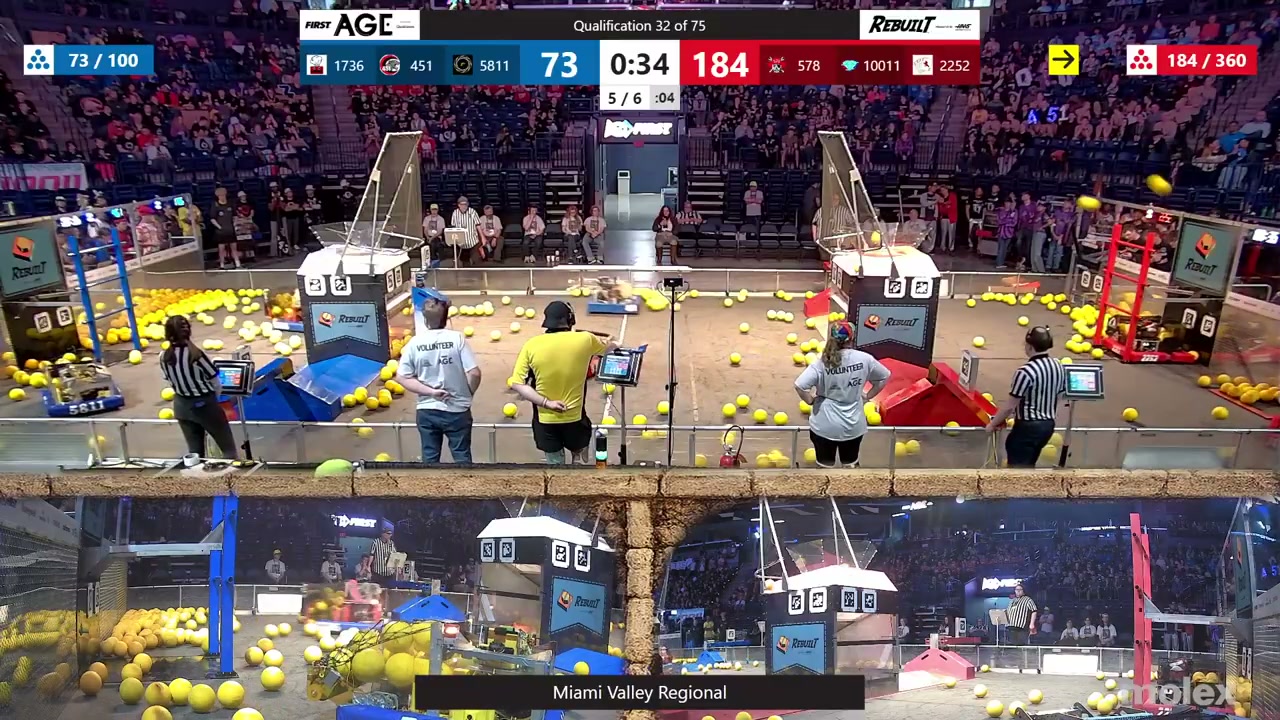 FIRST AGE
Qualification 32 of 75
REBUILT
73 / 100
1736
451
5811
73
0:34
184
578
10011
2252
184 / 360
5 / 6
:04
REBUILT
REBUILT
REBUILT
REBUILT
VOLUNTEER
AGE
VOLUNTEER
AGE
5811
2252
REBUILT
REBUILT
Miami Valley Regional
molex